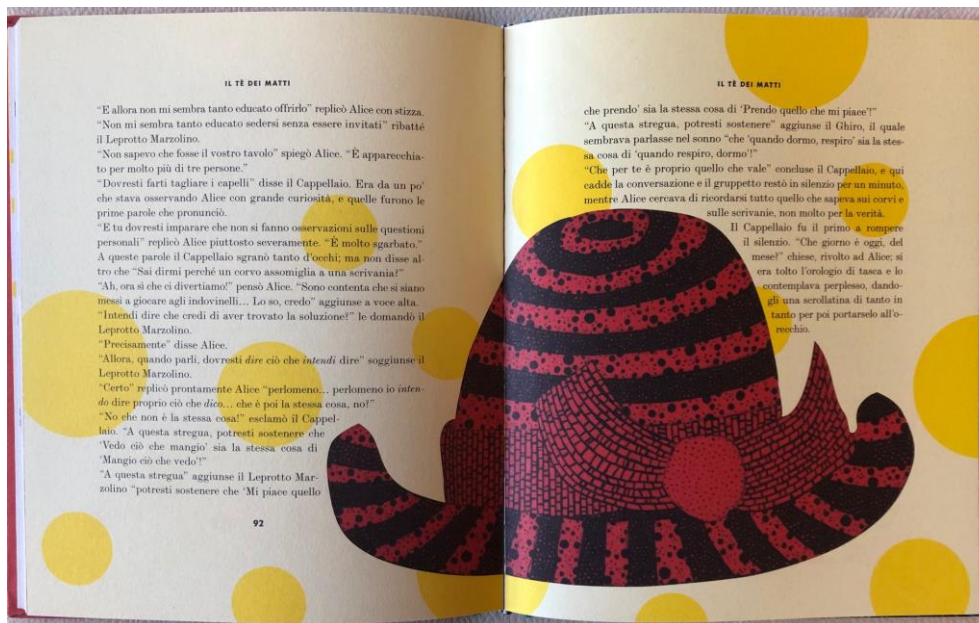 IL TÈ DEI MATTI
“E allora non mi sembra tanto educato offrirlo” replicò Alice con stizza.
“Non mi sembra tanto educato sedersi senza essere invitati” ribatté
il Leprotto Marzolino.
“Non sapevo che fosse il vostro tavolo” spiegò Alice. “È apparecchia-
to per molto più di tre persone.”
“Dovresti farti tagliare i capelli” disse il Cappellaio. Era da un po’
che stava osservando Alice con grande curiosità, e quelle furono le
prime parole che pronunciò.
“E tu dovresti imparare che non si fanno osservazioni sulle questioni
personali” replicò Alice piuttosto severamente. “È molto sgarbato.”
A queste parole il Cappellaio sgranò tanto d’occhi; ma non disse al-
tro che “Sai dirmi perché un corvo assomiglia a una scrivania?”
“Ah, ora sì che ci divertiamo!” pensò Alice. “Sono contenta che si siano
messi a giocare agli indovinelli… Lo so, credo” aggiunse a voce alta.
“Intendi dire che credi di aver trovato la soluzione?” le domandò il
Leprotto Marzolino.
“Precisamente” disse Alice.
“Allora, quando parli, dovresti dire ciò che intendi dire” soggiunse il
Leprotto Marzolino.
“Certo” replicò prontamente Alice “perlomeno… perlomeno io inten-
do dire proprio ciò che dico… che è poi la stessa cosa, no?”
“No che non è la stessa cosa!” esclamò il Cappel-
laio. “A questa stregua, potresti sostenere che
‘Vedo ciò che mangio’ sia la stessa cosa di
‘Mangio ciò che vedo’!”
“A questa stregua” aggiunse il Leprotto Mar-
zolino “potresti sostenere che ‘Mi piace quello
92
IL TÈ DEI MATTI
che prendo’ sia la stessa cosa di ‘Prendo quello che mi piace’!”
“A questa stregua, potresti sostenere” aggiunse il Ghiro, il quale
sembrava parlasse nel sonno “che ‘quando dormo, respiro’ sia la stes-
sa cosa di ‘quando respiro, dormo’!”
“Che per te è proprio quello che vale” concluse il Cappellaio, e qui
cadde la conversazione e il gruppetto restò in silenzio per un minuto,
mentre Alice cercava di ricordarsi tutto quello che sapeva sui corvi e
sulle scrivanie, non molto per la verità.
Il Cappellaio fu il primo a rompere
il silenzio. “Che giorno è oggi, del
mese?” chiese, rivolto ad Alice; si
era tolto l’orologio di tasca e lo
contemplava perplesso, dando-
gli una scrollatina di tanto in
tanto per poi portarselo all’o-
recchio.